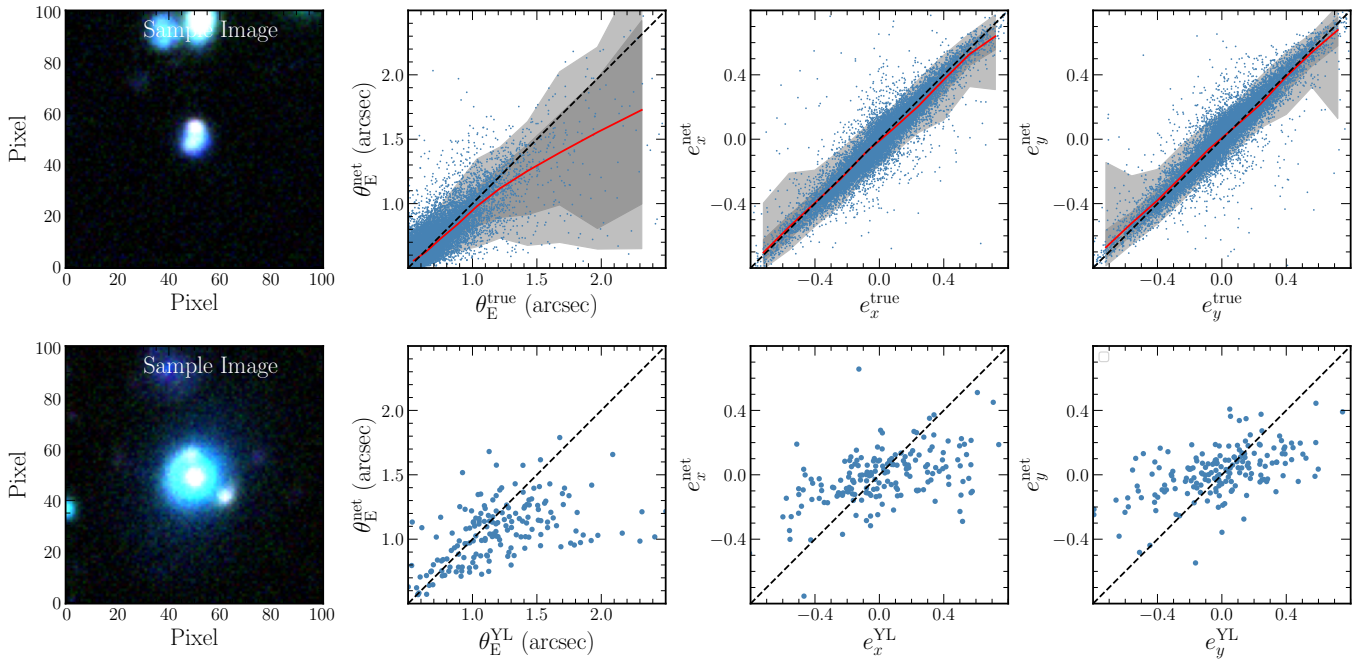 Sample Image
100
80
60
40
20
0
0 20 40 60 80 100
Pixel
Pixel
2.0
1.5
1.0
1.0 1.5 2.0
θ_E^net (arcsec)
θ_E^true (arcsec)
0.4
0.0
−0.4
−0.4 0.0 0.4
e_x^net
e_x^true
0.4
0.0
−0.4
−0.4 0.0 0.4
e_y^net
e_y^true
Sample Image
100
80
60
40
20
0
0 20 40 60 80 100
Pixel
Pixel
2.0
1.5
1.0
1.0 1.5 2.0
θ_E^net (arcsec)
θ_E^YL (arcsec)
0.4
0.0
−0.4
−0.4 0.0 0.4
e_x^net
e_x^YL
0.4
0.0
−0.4
−0.4 0.0 0.4
e_y^net
e_y^YL